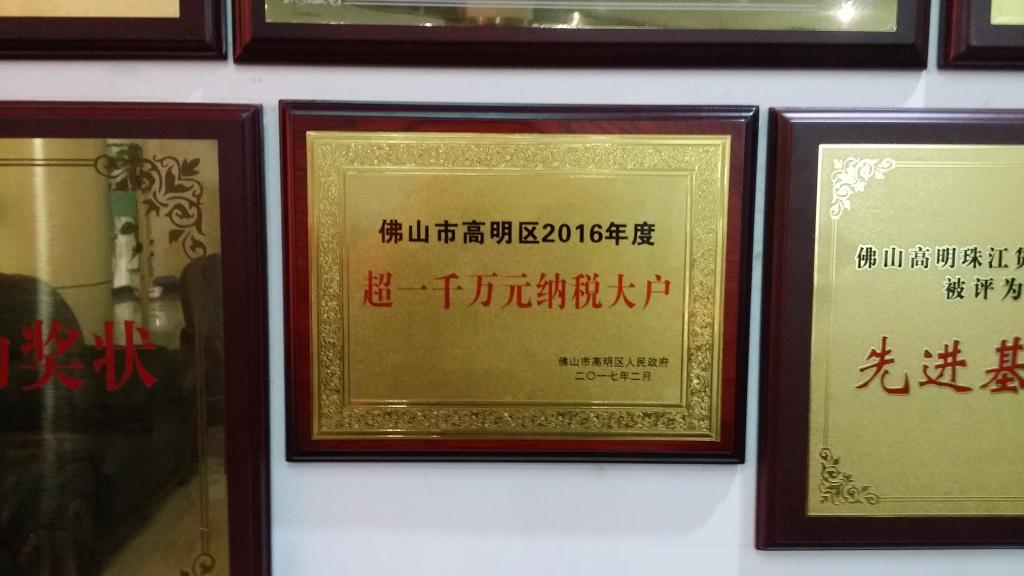 佛山市高明区2016年度
超一千万元纳税大户
佛山市高明区人民政府
二〇一七年二月
奖状
佛山高明珠江货
被评为
先进基